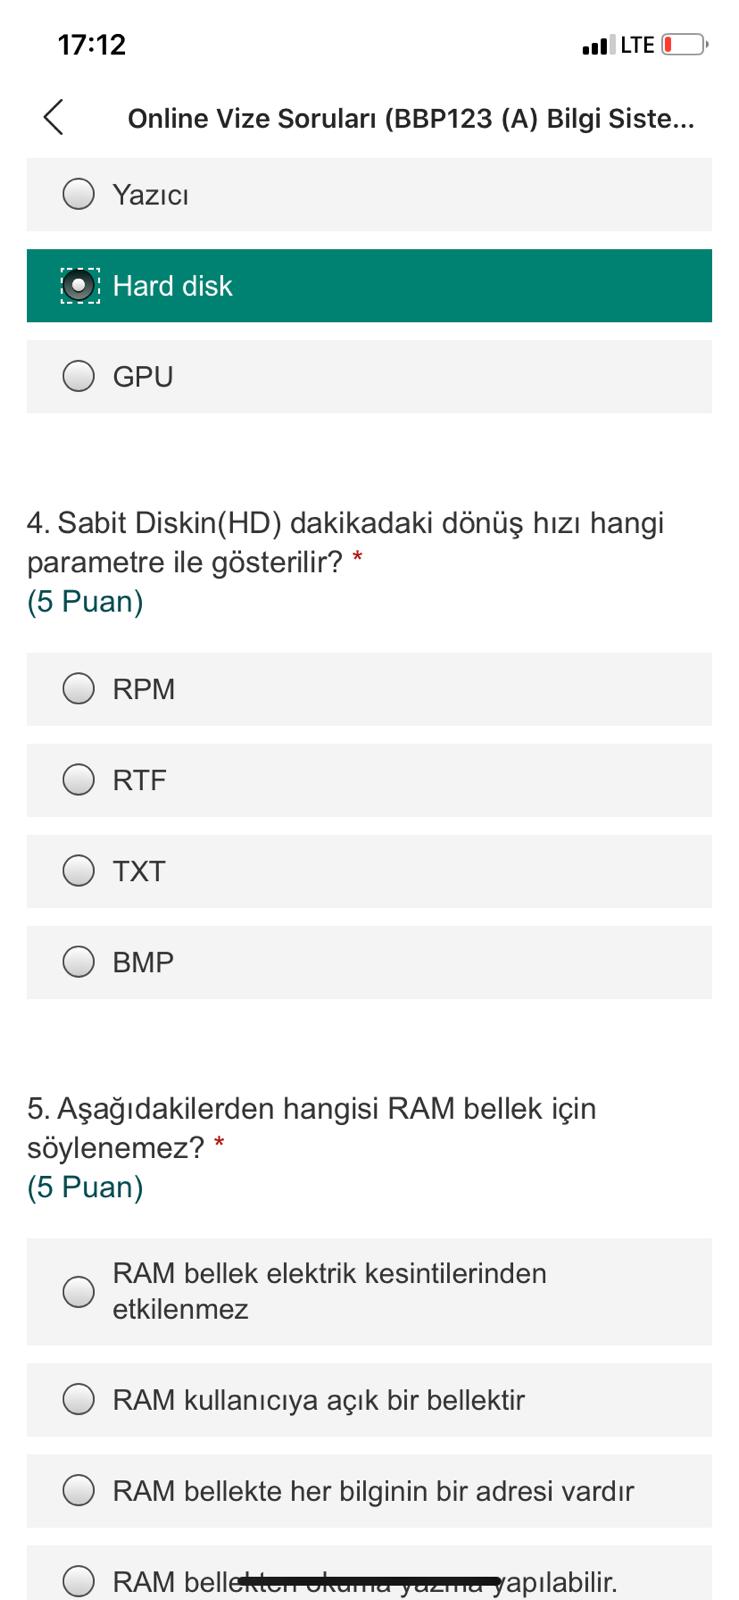 17:12
LTE
Online Vize Soruları (BBP123 (A) Bilgi Siste...
Yazıcı
Hard disk
GPU
4. Sabit Diskin(HD) dakikadaki dönüş hızı hangi
parametre ile gösterilir? *
(5 Puan)
RPM
RTF
TXT
BMP
5. Aşağıdakilerden hangisi RAM bellek için
söylenemez? *
(5 Puan)
RAM bellek elektrik kesintilerinden
etkilenmez
RAM kullanıcıya açık bir bellektir
RAM bellekte her bilginin bir adresi vardır
RAM bellekten okuma yazma yapılabilir.